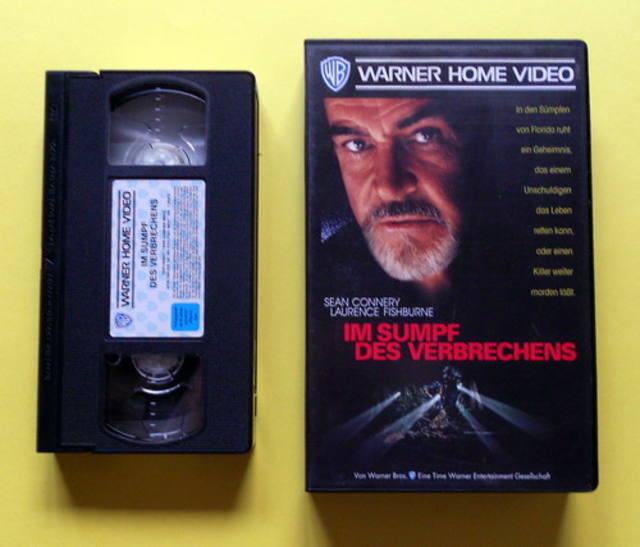 WARNER HOME VIDEO
IM SUMPF
DES VERBRECHENS
WB
WARNER HOME VIDEO
In den Sümpfen
von Florida ruht
ein Geheimnis,
das einem
Unschuldigen
das Leben
retten kann,
oder einen
Killer weiter
morden läßt.
SEAN CONNERY
LAURENCE FISHBURNE
IM SUMPF
DES VERBRECHENS
Von Warner Bros. Eine Time Warner Entertainment Gesellschaft